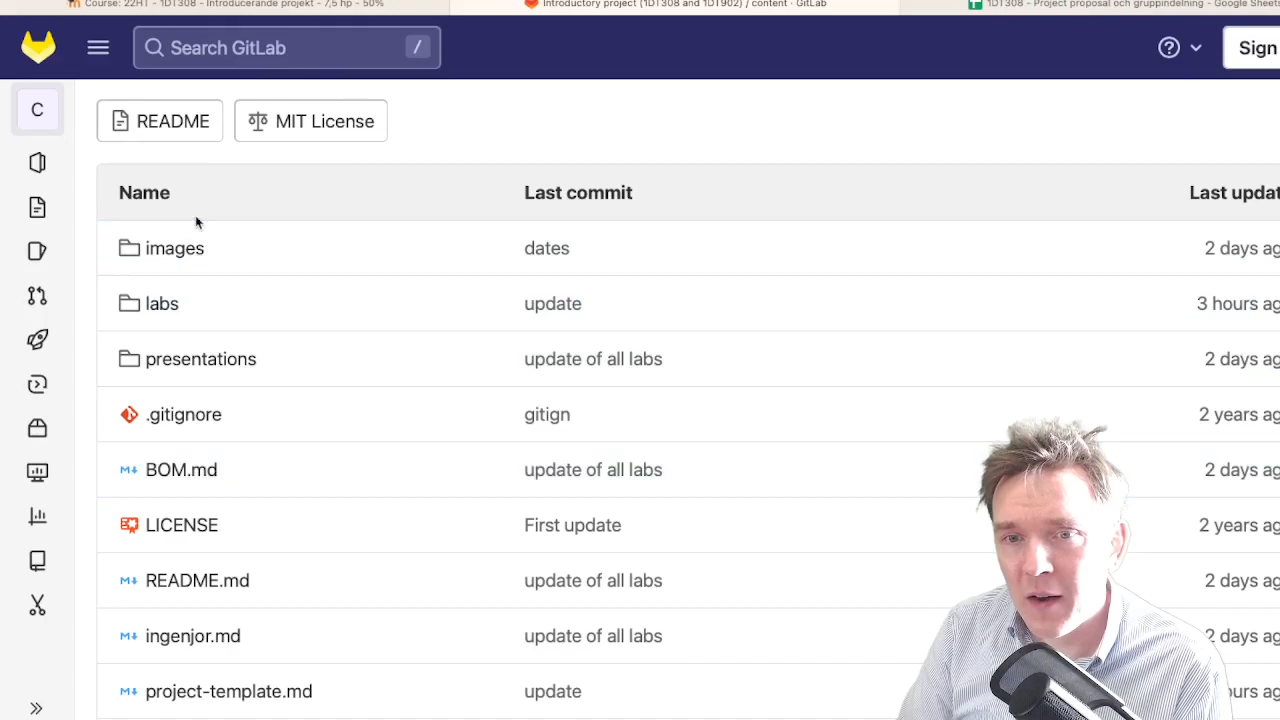 Course: 22HT - 1DT308 - Introducerande projekt - 7,5 hp - 50%
Introductory project (1DT308 and 1DT902) / content · GitLab
1DT308 - Project proposal och gruppindelning - Google Sheets
Search GitLab /
Sign
C
README MIT License
Name Last commit Last updat
images dates 2 days ag
labs update 3 hours ag
presentations update of all labs 2 days ag
.gitignore gitign 2 years ag
BOM.md update of all labs 2 days ag
LICENSE First update 2 years ag
README.md update of all labs 2 days ag
ingenjor.md update of all labs 2 days ag
project-template.md update urs ag